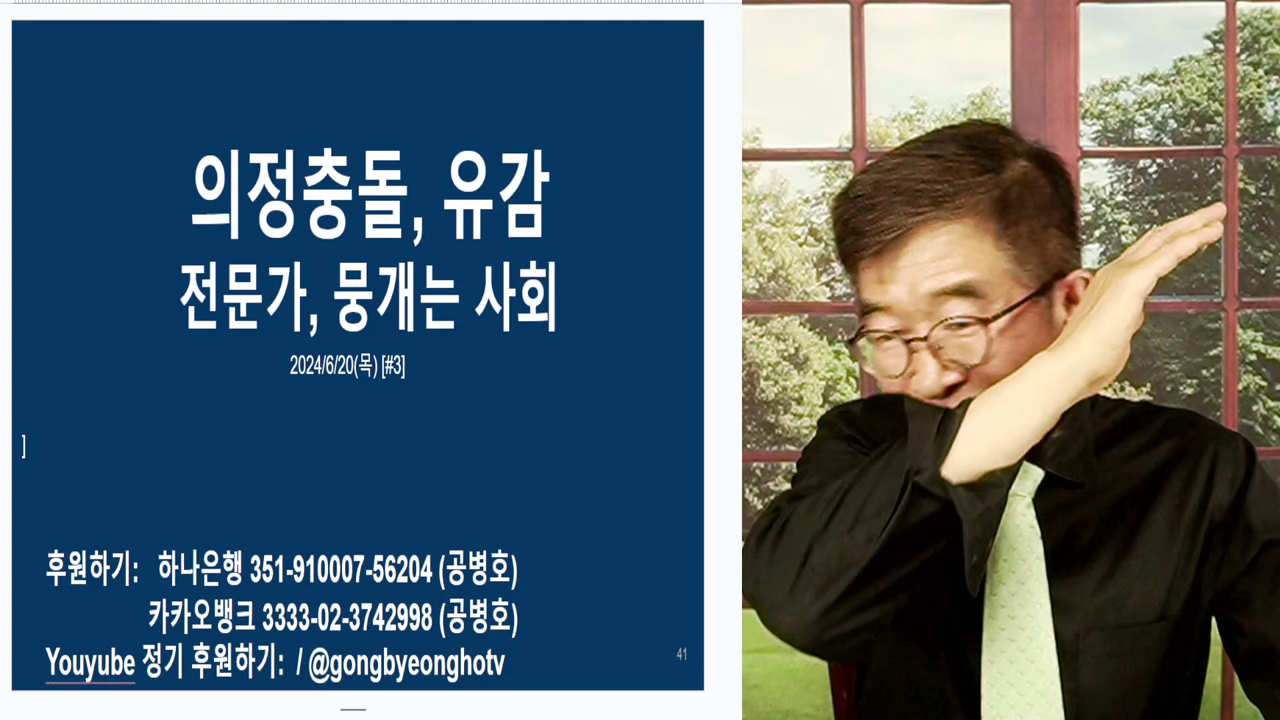 의정충돌, 유감
전문가, 뭉개는 사회
2024/6/20(목) [#3]
]
후원하기: 하나은행 351-910007-56204 (공병호)
카카오뱅크 3333-02-3742998 (공병호)
Youyube 정기 후원하기: / @gongbyeonghotv
41